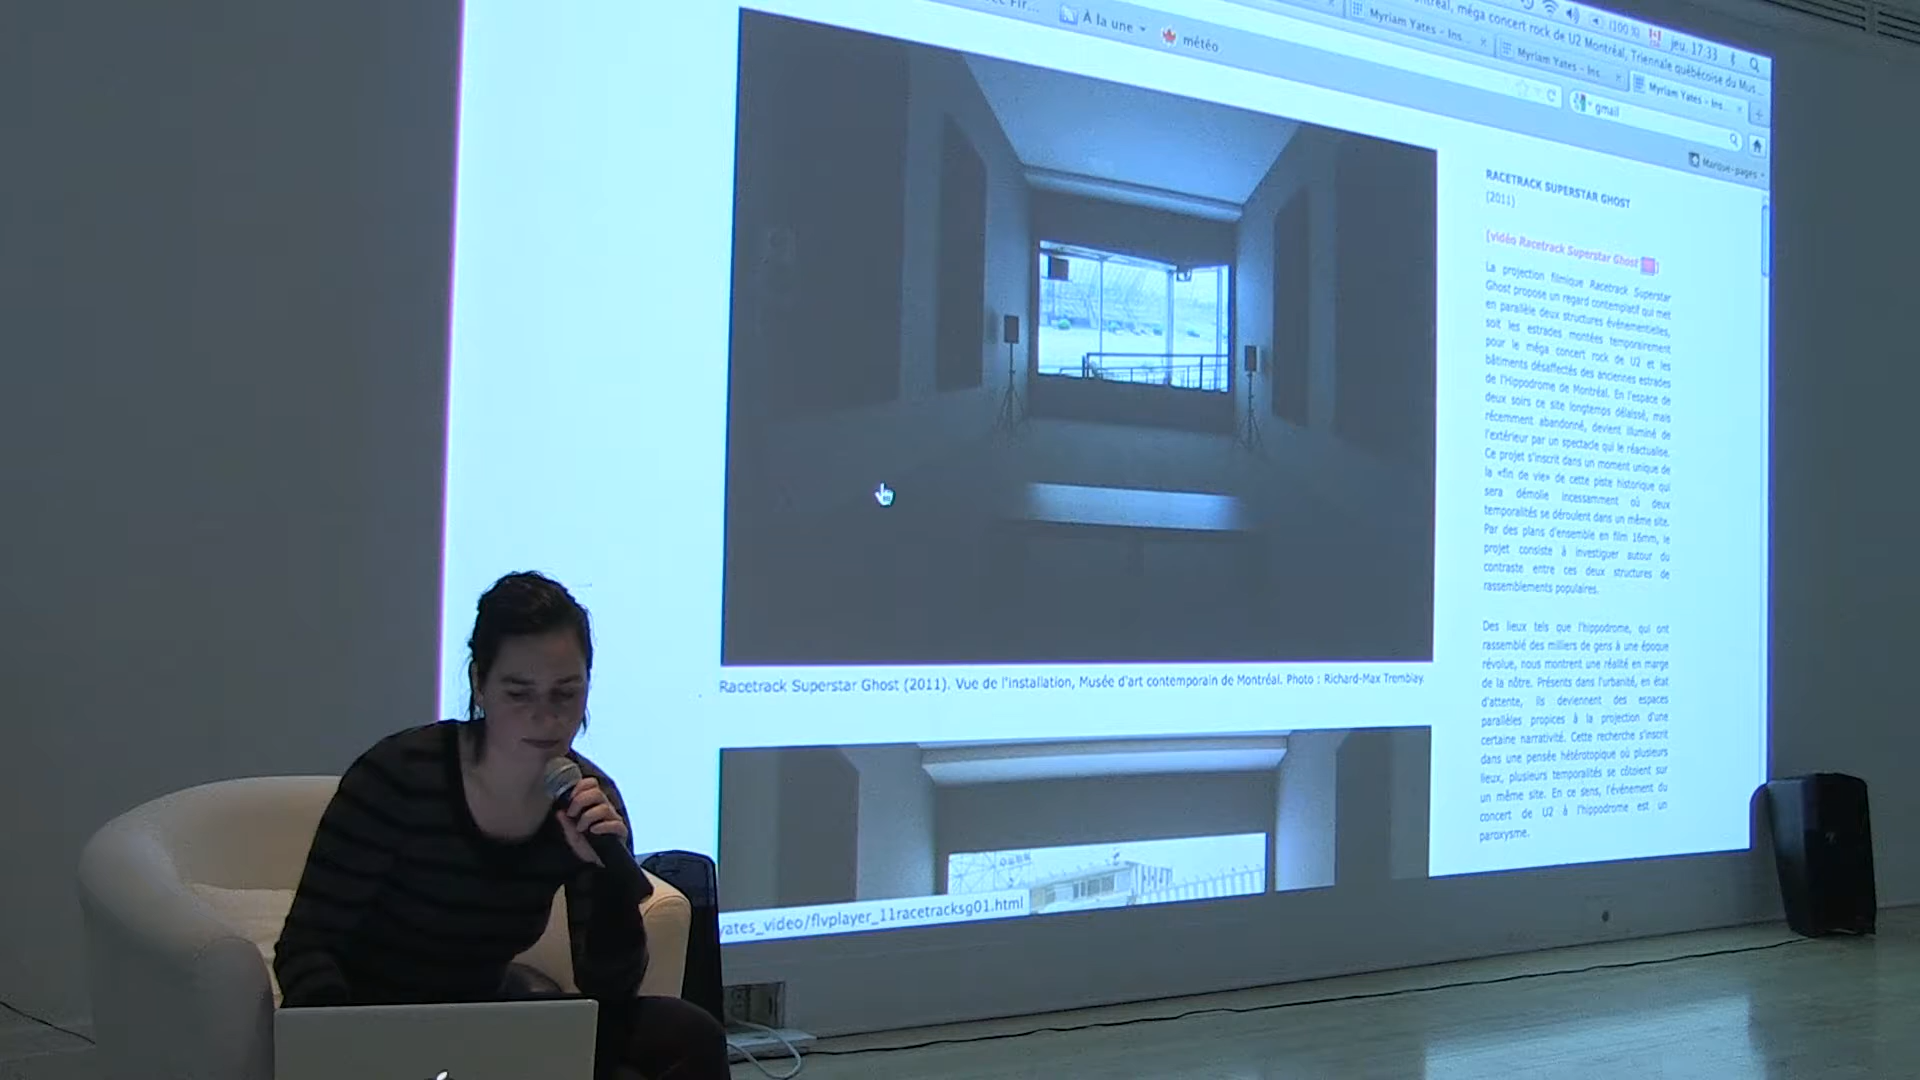 À la une
météo
Myriam Yates - Ins...
Myriam Yates - Ins
Myriam Yates - Ins...
méga concert rock de U2 Montréal, Triennale québécoise du Mus...
(100 %)
jeu. 17:33
gmail
Marque-pages
RACETRACK SUPERSTAR GHOST
(2011)
[vidéo Racetrack Superstar Ghost]
La projection filmique Racetrack Superstar
Ghost propose un regard contemplatif qui met
en parallèle deux structures événementielles,
soit les estrades montées temporairement
pour le méga concert rock de U2 et les
bâtiments désaffectés des anciennes estrades
de l'Hippodrome de Montréal. En l'espace de
deux soirs ce site longtemps délaissé, mais
récemment abandonné, devient illuminé de
l'extérieur par un spectacle qui le réactualise.
Ce projet s'inscrit dans un moment unique de
la «fin de vie» de cette piste historique qui
sera démolie incessamment où deux
temporalités se déroulent dans un même site.
Par des plans d'ensemble en film 16mm, le
projet consiste à investiguer autour du
contraste entre ces deux structures de
rassemblements populaires.
Des lieux tels que l'hippodrome, qui ont
rassemblé des milliers de gens à une époque
révolue, nous montrent une réalité en marge
de la nôtre. Présents dans l'urbanité, en état
d'attente, ils deviennent des espaces
parallèles propices à la projection d'une
certaine narrativité. Cette recherche s'inscrit
dans une pensée hétérotopique où plusieurs
lieux, plusieurs temporalités se côtoient sur
un même site. En ce sens, l'événement du
concert de U2 à l'hippodrome est un
paroxysme.
Racetrack Superstar Ghost (2011). Vue de l'installation, Musée d'art contemporain de Montréal. Photo : Richard-Max Tremblay.
yates_video/flvplayer_11racetracksg01.html